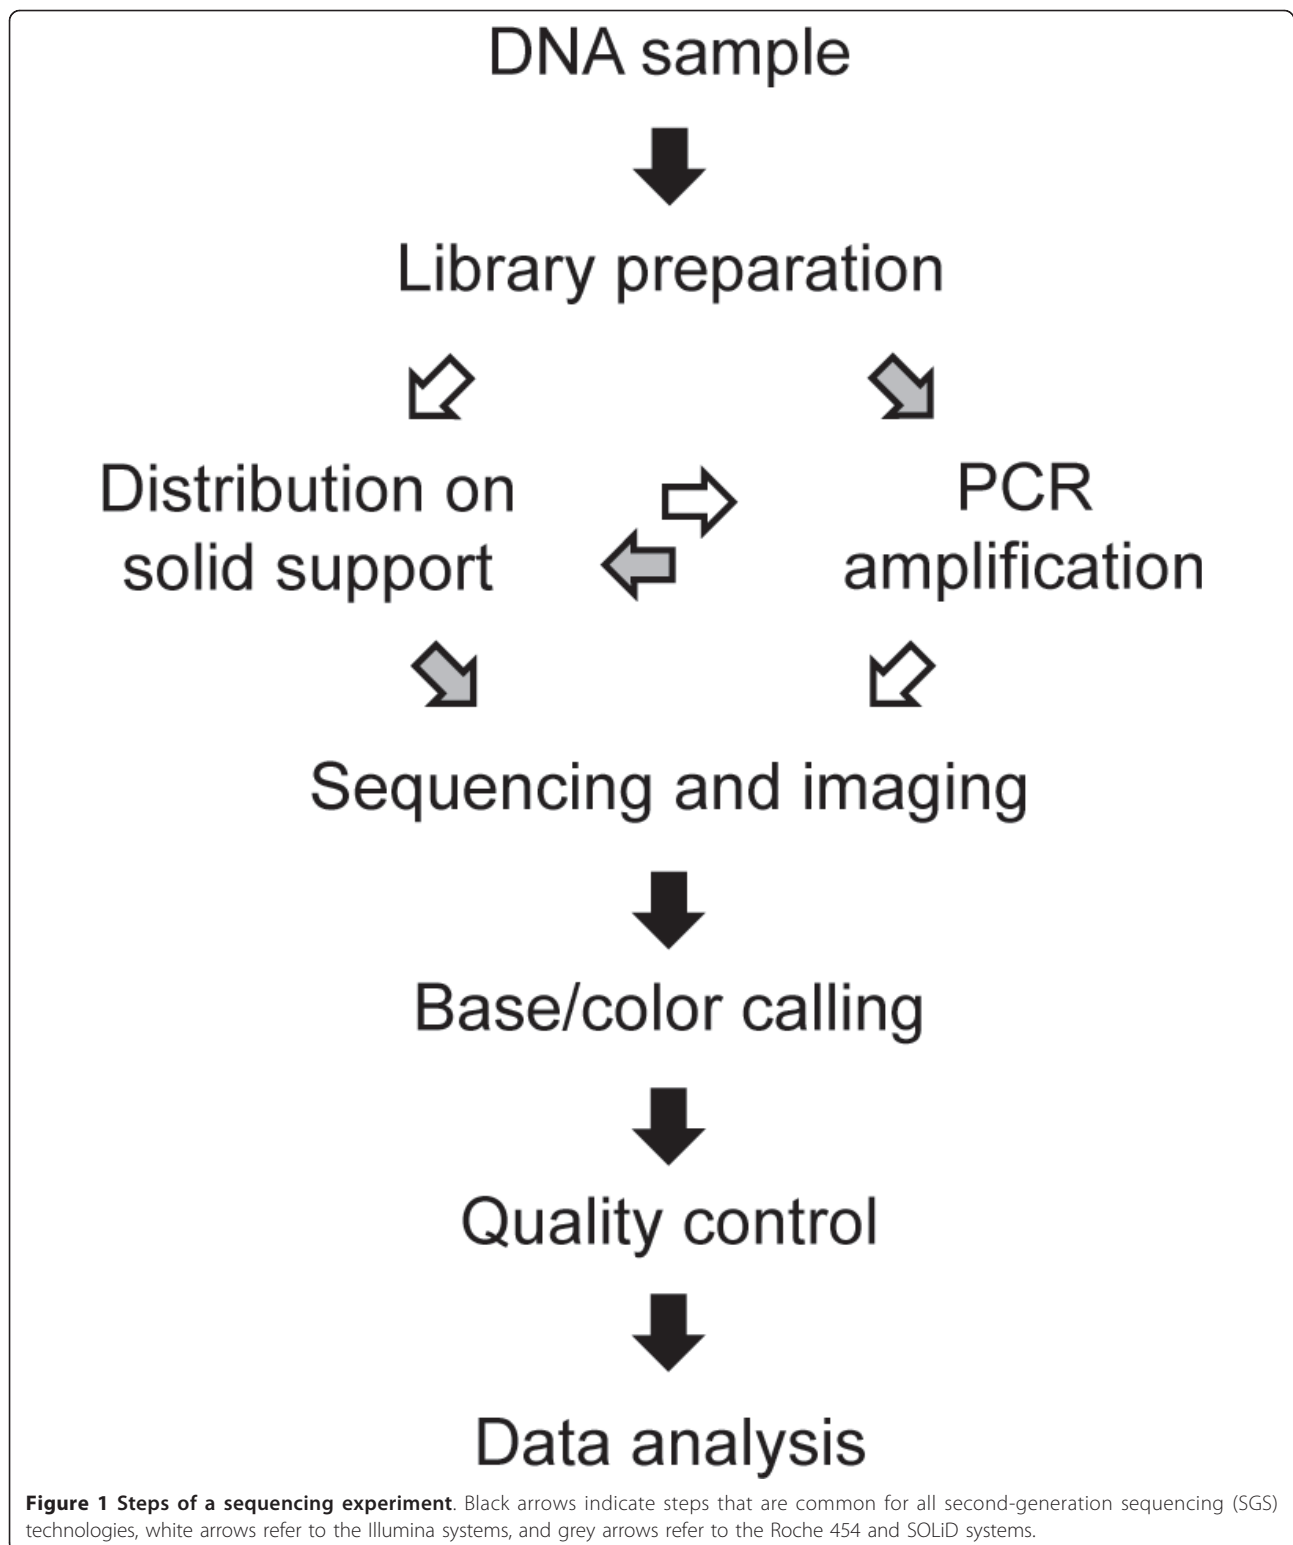 DNA sample
Library preparation
Distribution on
solid support
PCR
amplification
Sequencing and imaging
Base/color calling
Quality control
Data analysis
Figure 1 Steps of a sequencing experiment. Black arrows indicate steps that are common for all second-generation sequencing (SGS)
technologies, white arrows refer to the Illumina systems, and grey arrows refer to the Roche 454 and SOLiD systems.